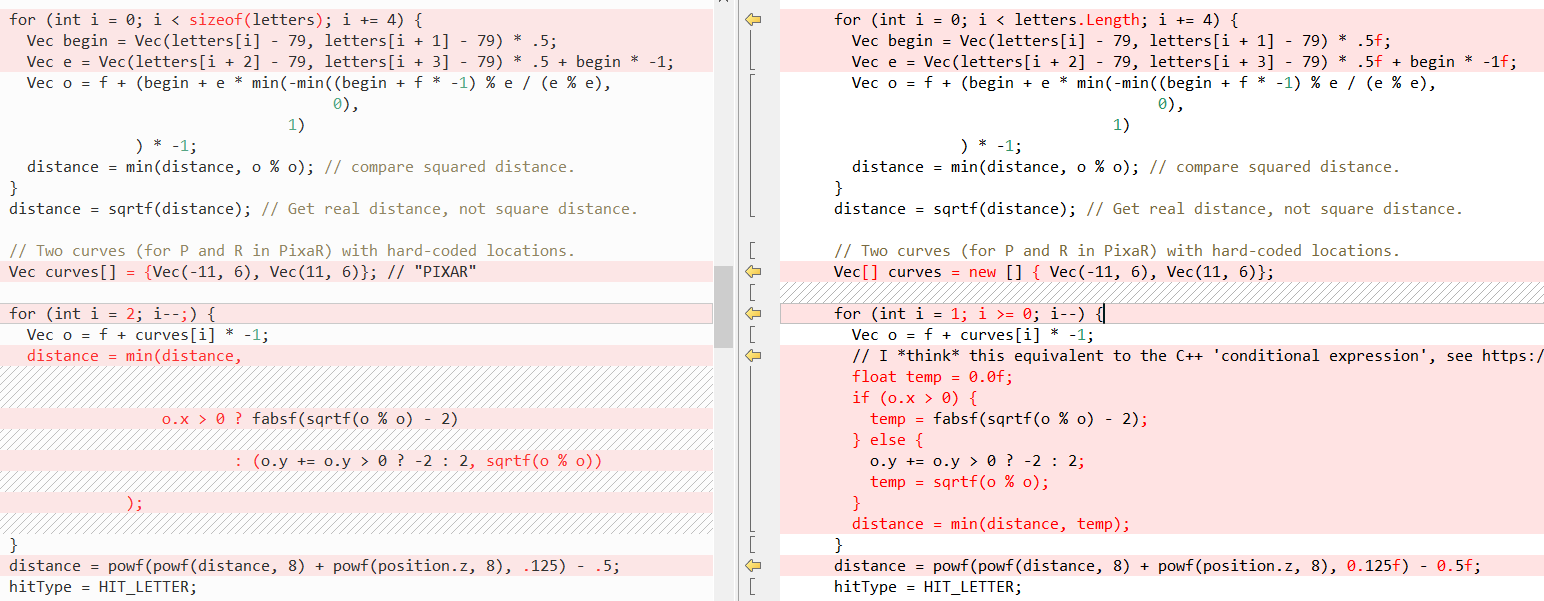 for (int i = 0; i < sizeof(letters); i += 4) {
Vec begin = Vec(letters[i] - 79, letters[i + 1] - 79) * .5;
Vec e = Vec(letters[i + 2] - 79, letters[i + 3] - 79) * .5 + begin * -1;
Vec o = f + (begin + e * min(-min((begin + f * -1) % e / (e % e),
0),
1)
) * -1;
distance = min(distance, o % o); // compare squared distance.
}
distance = sqrtf(distance); // Get real distance, not square distance.
// Two curves (for P and R in PixaR) with hard-coded locations.
Vec curves[] = {Vec(-11, 6), Vec(11, 6)}; // "PIXAR"
for (int i = 2; i--;) {
Vec o = f + curves[i] * -1;
distance = min(distance,
o.x > 0 ? fabsf(sqrtf(o % o) - 2)
: (o.y += o.y > 0 ? -2 : 2, sqrtf(o % o))
);
}
distance = powf(powf(distance, 8) + powf(position.z, 8), .125) - .5;
hitType = HIT_LETTER;
for (int i = 0; i < letters.Length; i += 4) {
Vec begin = Vec(letters[i] - 79, letters[i + 1] - 79) * .5f;
Vec e = Vec(letters[i + 2] - 79, letters[i + 3] - 79) * .5f + begin * -1f;
Vec o = f + (begin + e * min(-min((begin + f * -1) % e / (e % e),
0),
1)
) * -1;
distance = min(distance, o % o); // compare squared distance.
}
distance = sqrtf(distance); // Get real distance, not square distance.
// Two curves (for P and R in PixaR) with hard-coded locations.
Vec[] curves = new [] { Vec(-11, 6), Vec(11, 6)};
for (int i = 1; i >= 0; i--) {
Vec o = f + curves[i] * -1;
// I *think* this equivalent to the C++ 'conditional expression', see https:/
float temp = 0.0f;
if (o.x > 0) {
temp = fabsf(sqrtf(o % o) - 2);
} else {
o.y += o.y > 0 ? -2 : 2;
temp = sqrtf(o % o);
}
distance = min(distance, temp);
}
distance = powf(powf(distance, 8) + powf(position.z, 8), 0.125f) - 0.5f;
hitType = HIT_LETTER;